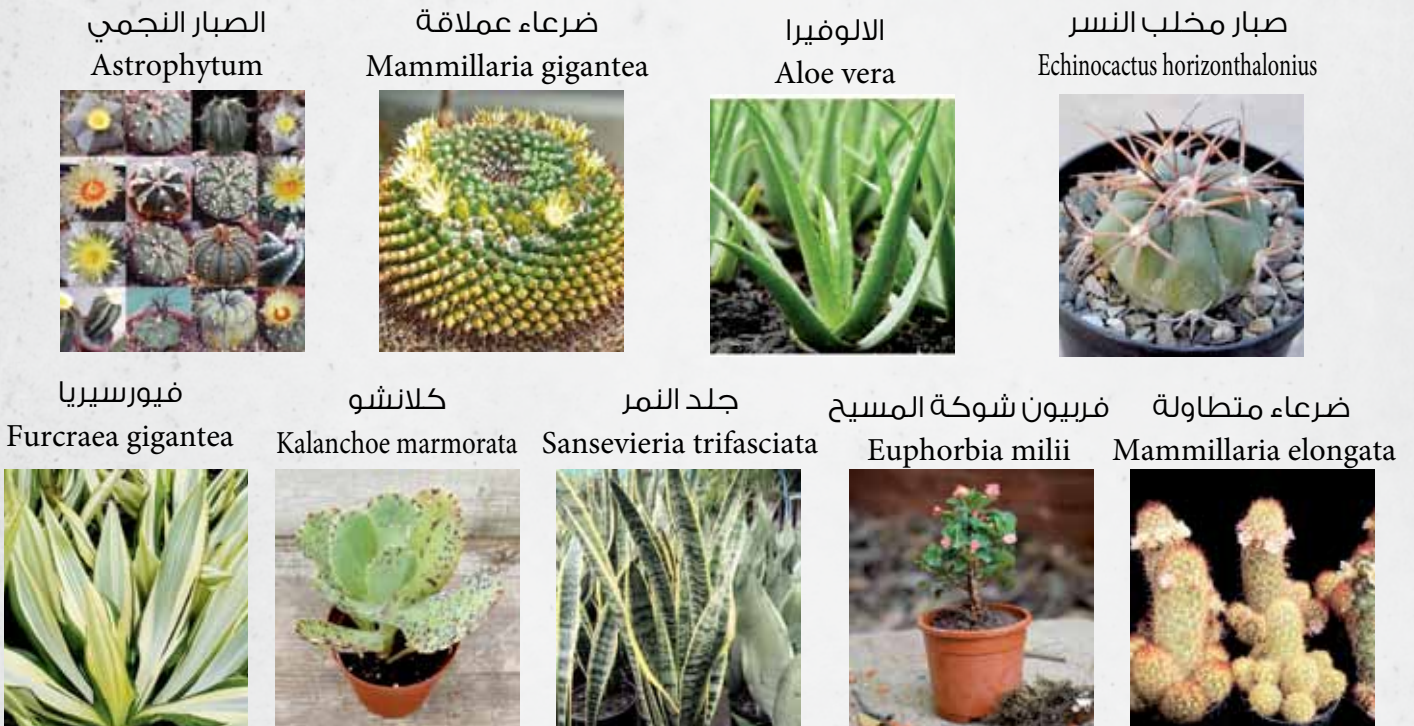 صبار مخلب النسر
Echinocactus horizonthalonius
الالوفيرا
Aloe vera
ضرعاء عملاقة
Mammillaria gigantea
الصبار النجمي
Astrophytum
ضرعاء متطاولة
Mammillaria elongata
فربيون شوكة المسيح
Euphorbia milii
جلد النمر
Sansevieria trifasciata
كلانشو
Kalanchoe marmorata
فيورسيريا
Furcraea gigantea